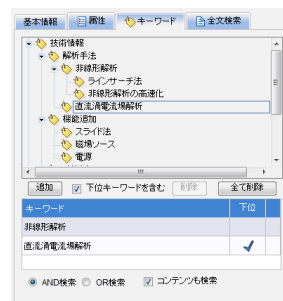 基本情報 属性 キーワード 全文検索
技術情報
解析手法
非線形解析
ラインサーチ法
非線形解析の高速化
直流渦電流場解析
機能追加
スライド法
磁場ソース
電源
追加 下位キーワードを含む 削除 全て削除
キーワード 下位
非線形解析
直流渦電流場解析
AND検索 OR検索 コンテンツも検索